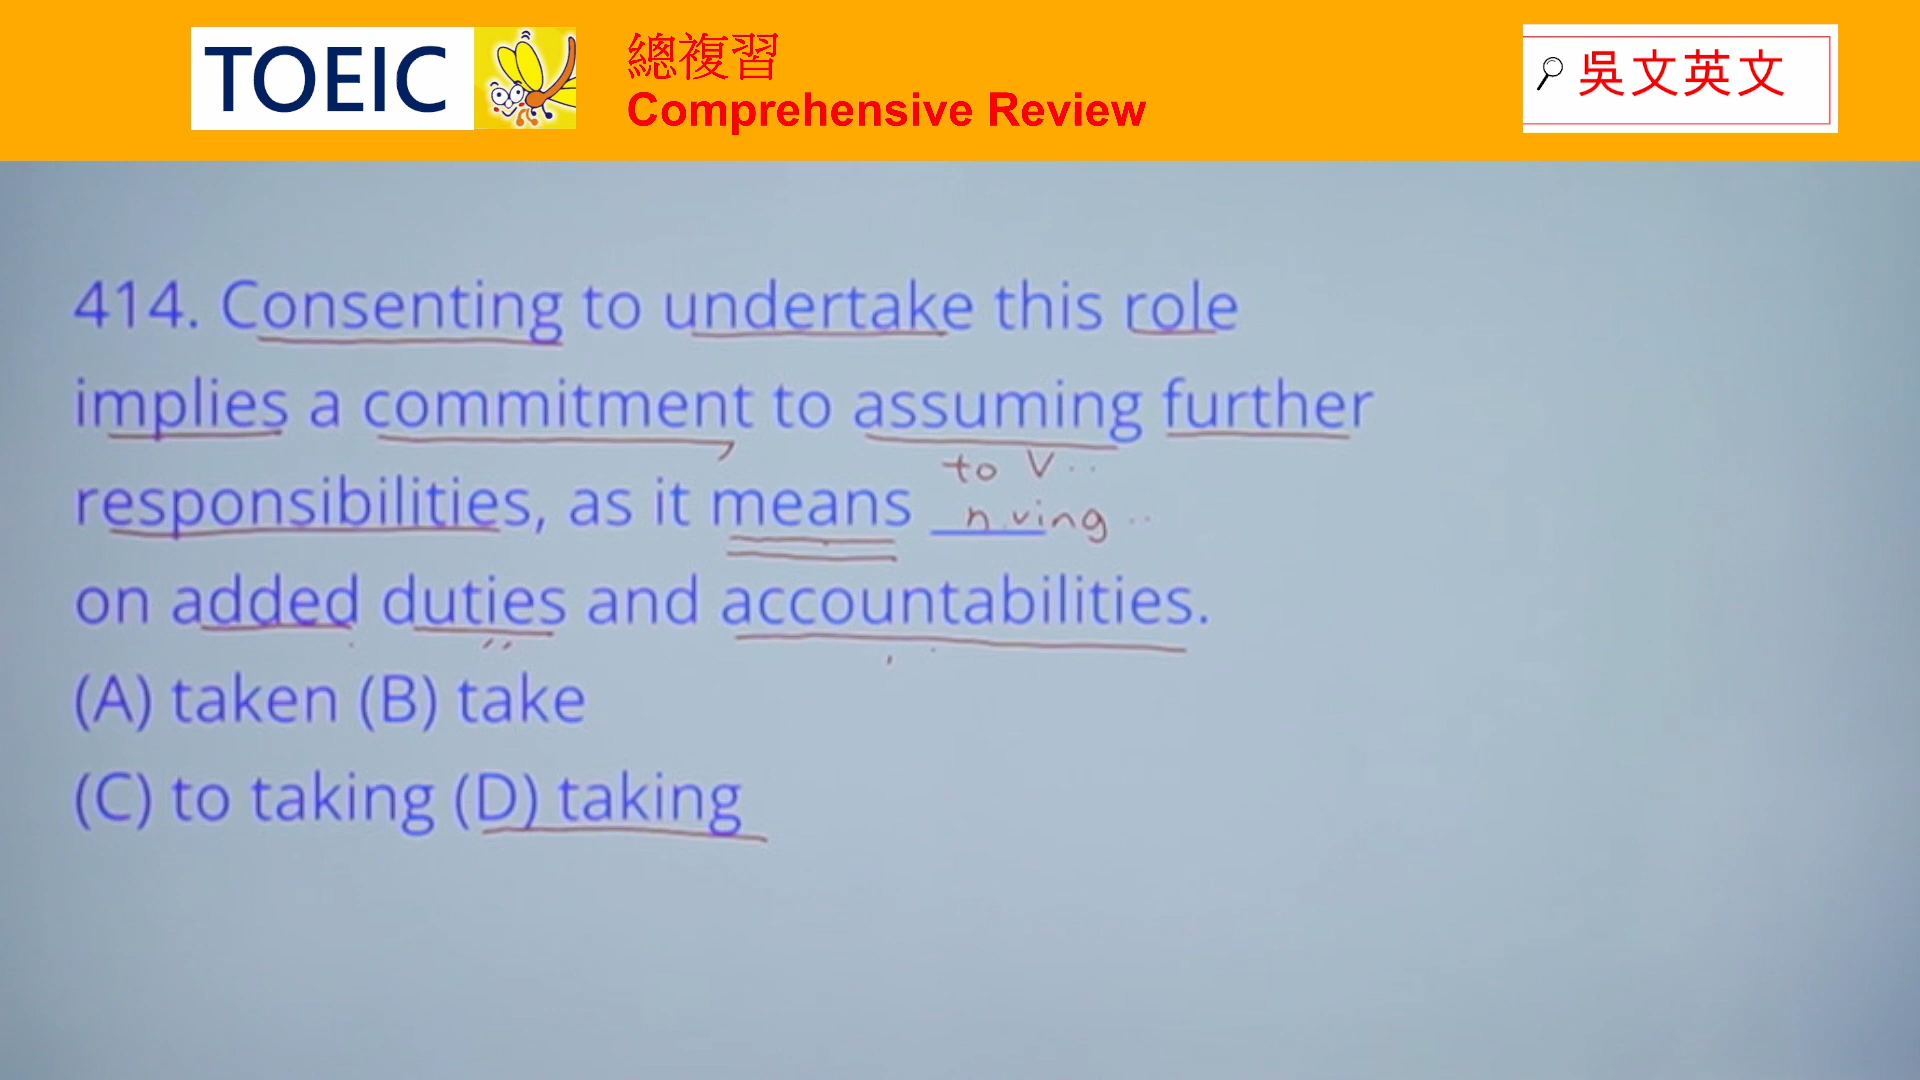 TOEIC
總複習
Comprehensive Review
吳文英文
414. Consenting to undertake this role
implies a commitment to assuming further
to V..
responsibilities, as it means ____ n.ving ..
on added duties and accountabilities.
(A) taken (B) take
(C) to taking (D) taking